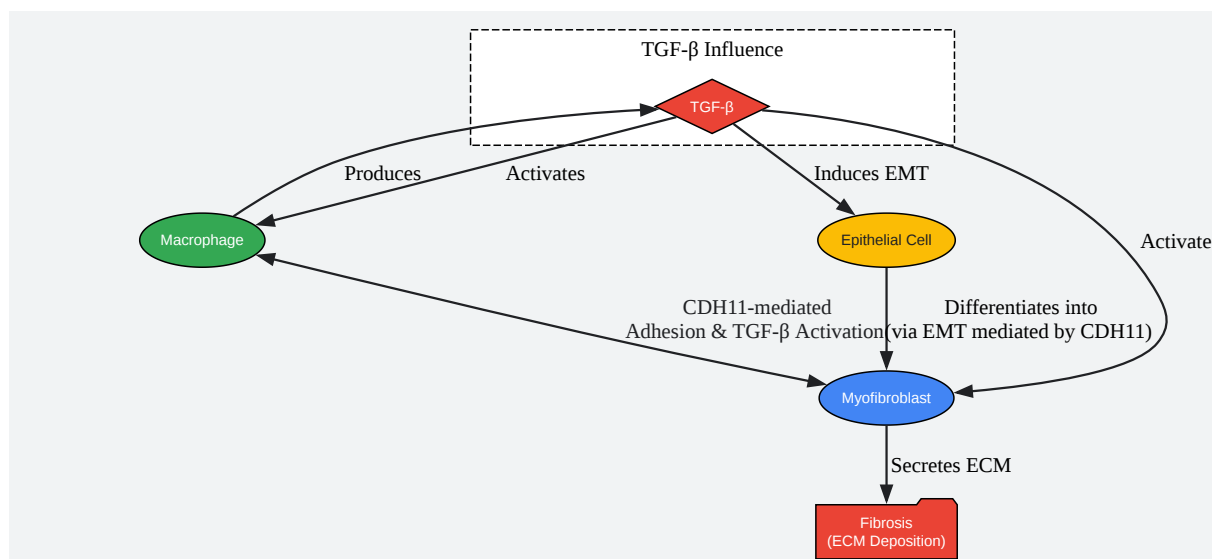 TGF-β Influence
TGF-β
Produces
Activates
Induces EMT
Macrophage
Epithelial Cell
Activate
CDH11-mediated
Adhesion & TGF-β Activation
Differentiates into
(via EMT mediated by CDH11)
Myofibroblast
Secretes ECM
Fibrosis
(ECM Deposition)